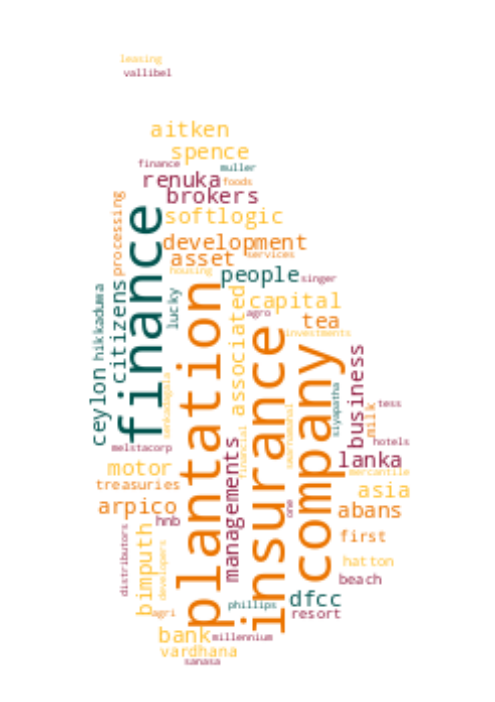 leasing
vallibel
aitken
spence
finance
muller
renuka
foods
brokers
softlogic
processing
finance
development
services
asset
housing
people
singer
citizens
hikkaduwa
ceylon
lucky
plantation
associated
capital
agro
tea
investments
insurance
company
business
siyapatha
milk
tess
hotels
melstacorp
lanka
mercantile
motor
treasuries
financial
managements
asia
arpico
hnb
one
abans
first
distributors
bimputh
developers
hatton
beach
agri
phillips
dfcc
resort
bank
millennium
vardhana
sanasa